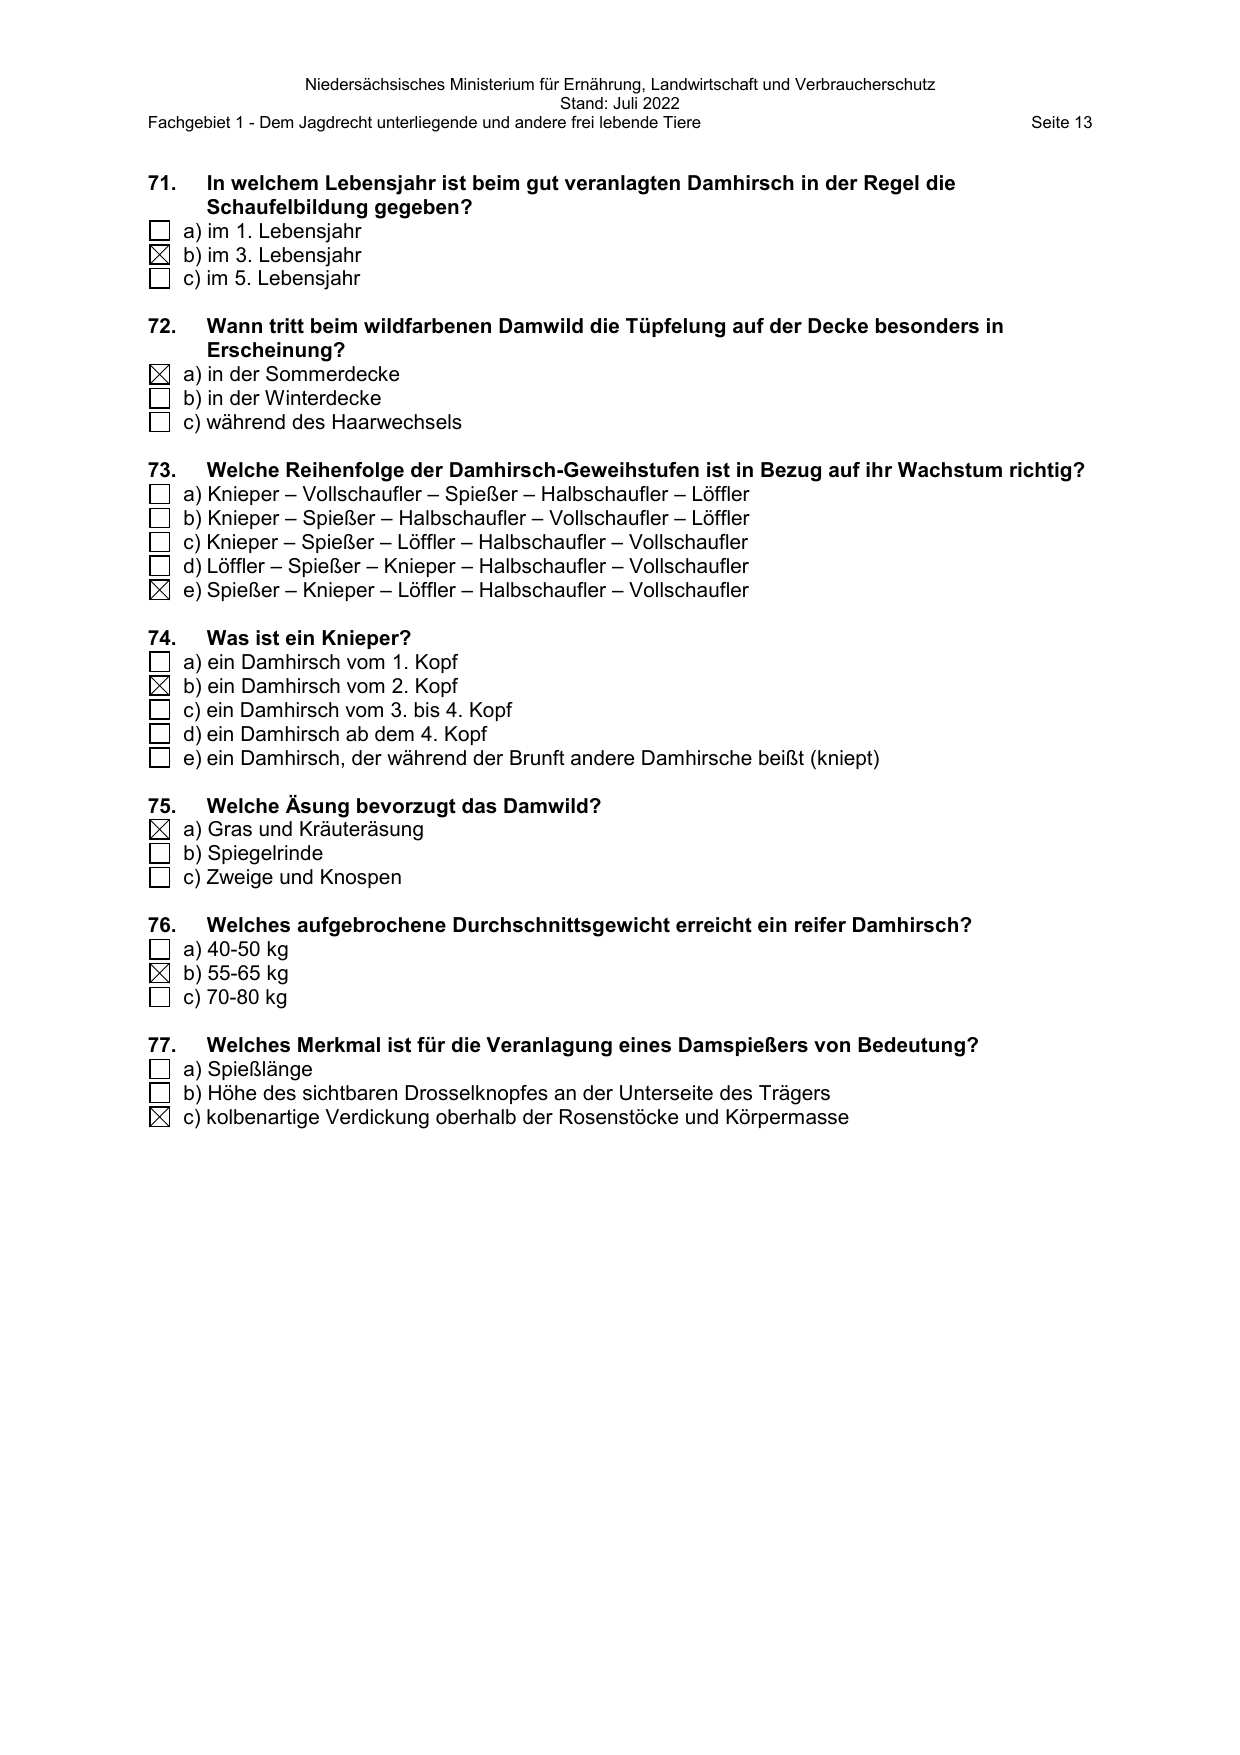 Niedersächsisches Ministerium für Ernährung, Landwirtschaft und Verbraucherschutz
Stand: Juli 2022
Fachgebiet 1 - Dem Jagdrecht unterliegende und andere frei lebende Tiere Seite 13
71. In welchem Lebensjahr ist beim gut veranlagten Damhirsch in der Regel die
Schaufelbildung gegeben?
☐ a) im 1. Lebensjahr
☒ b) im 3. Lebensjahr
☐ c) im 5. Lebensjahr
72. Wann tritt beim wildfarbenen Damwild die Tüpfelung auf der Decke besonders in
Erscheinung?
☒ a) in der Sommerdecke
☐ b) in der Winterdecke
☐ c) während des Haarwechsels
73. Welche Reihenfolge der Damhirsch-Geweihstufen ist in Bezug auf ihr Wachstum richtig?
☐ a) Knieper – Vollschaufler – Spießer – Halbschaufler – Löffler
☐ b) Knieper – Spießer – Halbschaufler – Vollschaufler – Löffler
☐ c) Knieper – Spießer – Löffler – Halbschaufler – Vollschaufler
☐ d) Löffler – Spießer – Knieper – Halbschaufler – Vollschaufler
☒ e) Spießer – Knieper – Löffler – Halbschaufler – Vollschaufler
74. Was ist ein Knieper?
☐ a) ein Damhirsch vom 1. Kopf
☒ b) ein Damhirsch vom 2. Kopf
☐ c) ein Damhirsch vom 3. bis 4. Kopf
☐ d) ein Damhirsch ab dem 4. Kopf
☐ e) ein Damhirsch, der während der Brunft andere Damhirsche beißt (kniept)
75. Welche Äsung bevorzugt das Damwild?
☒ a) Gras und Kräuteräsung
☐ b) Spiegelrinde
☐ c) Zweige und Knospen
76. Welches aufgebrochene Durchschnittsgewicht erreicht ein reifer Damhirsch?
☐ a) 40-50 kg
☒ b) 55-65 kg
☐ c) 70-80 kg
77. Welches Merkmal ist für die Veranlagung eines Damspießers von Bedeutung?
☐ a) Spießlänge
☐ b) Höhe des sichtbaren Drosselknopfes an der Unterseite des Trägers
☒ c) kolbenartige Verdickung oberhalb der Rosenstöcke und Körpermasse